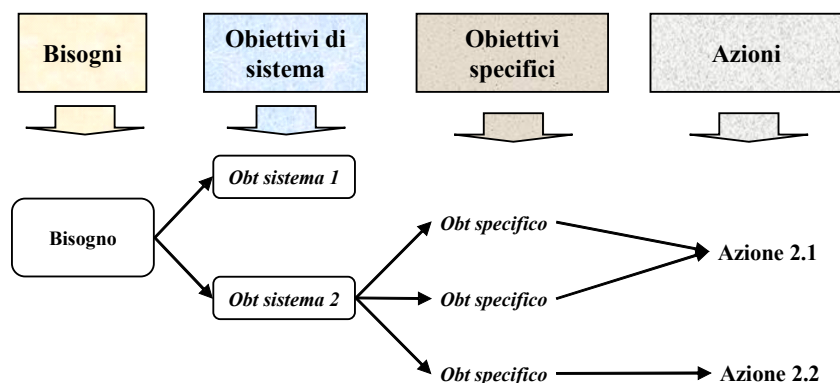 Bisogni
Obiettivi di
sistema
Obiettivi
specifici
Azioni
Obt sistema 1
Bisogno
Obt specifico
Azione 2.1
Obt sistema 2
Obt specifico
Obt specifico
Azione 2.2